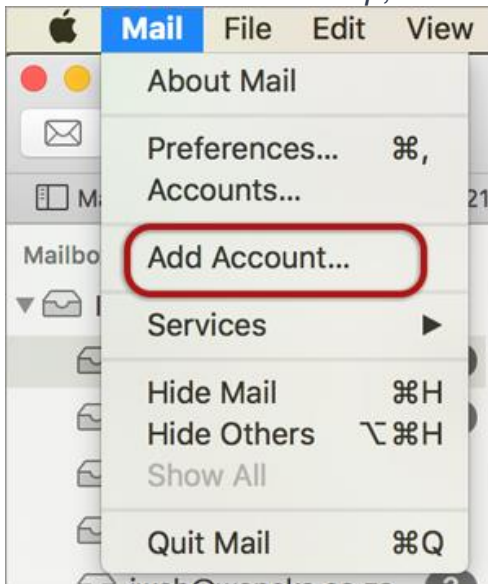 Mail File Edit View
About Mail
Preferences... ⌘,
Accounts...
21
Mailbo
Add Account...
Services ▶
Hide Mail ⌘H
Hide Others ⌥⌘H
Show All
Quit Mail ⌘Q